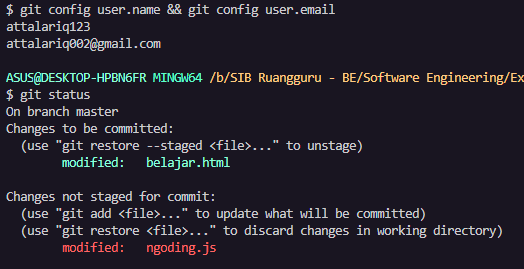 $ git config user.name && git config user.email
attalariq123
attalariq002@gmail.com
ASUS@DESKTOP-HPBN6FR MINGW64 /b/SIB Ruangguru - BE/Software Engineering/Ex
$ git status
On branch master
Changes to be committed:
  (use "git restore --staged <file>..." to unstage)
        modified:   belajar.html

Changes not staged for commit:
  (use "git add <file>..." to update what will be committed)
  (use "git restore <file>..." to discard changes in working directory)
        modified:   ngoding.js